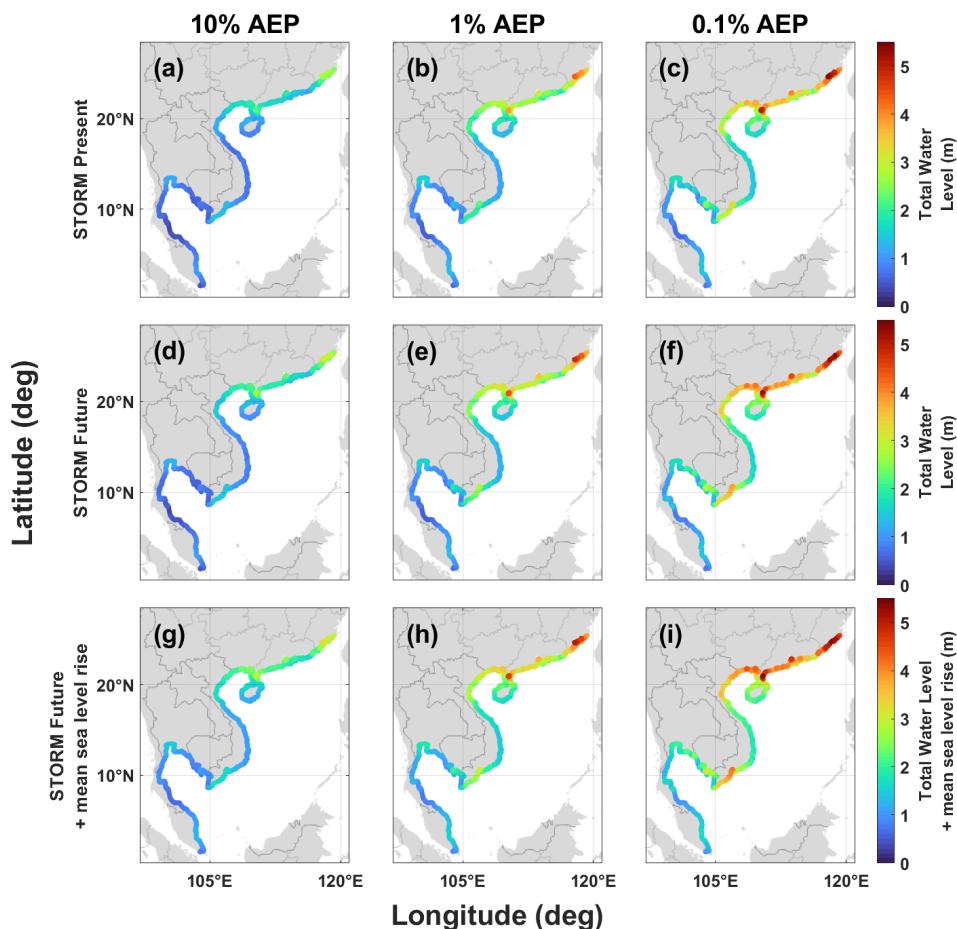 10% AEP
1% AEP
0.1% AEP
(a)
(b)
(c)
20°N
10°N
STORM Present
5
4
3
2
1
0
Total Water
Level (m)
(d)
(e)
(f)
20°N
10°N
STORM Future
5
4
3
2
1
0
Total Water
Level (m)
Latitude (deg)
(g)
(h)
(i)
20°N
10°N
STORM Future
+ mean sea level rise
5
4
3
2
1
0
Total Water Level
+ mean sea level rise (m)
105°E
120°E
105°E
120°E
105°E
120°E
Longitude (deg)